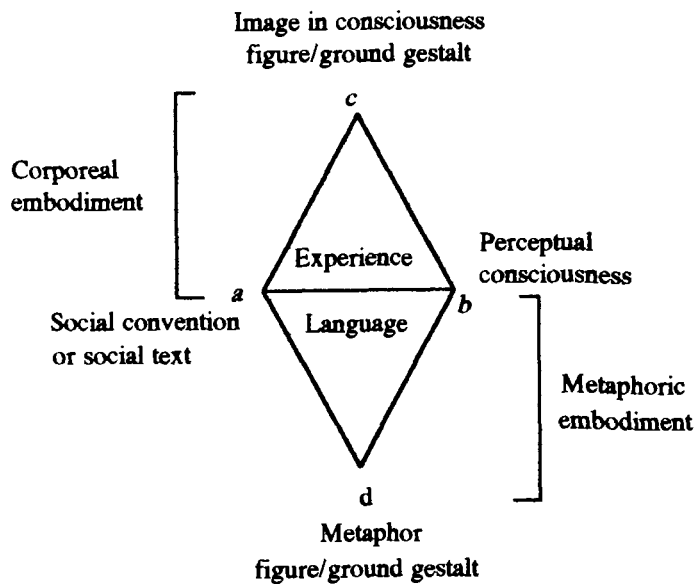 Image in consciousness
figure/ground gestalt
c
Corporeal
embodiment
Experience
Perceptual
consciousness
a
b
Social convention
or social text
Language
Metaphoric
embodiment
d
Metaphor
figure/ground gestalt